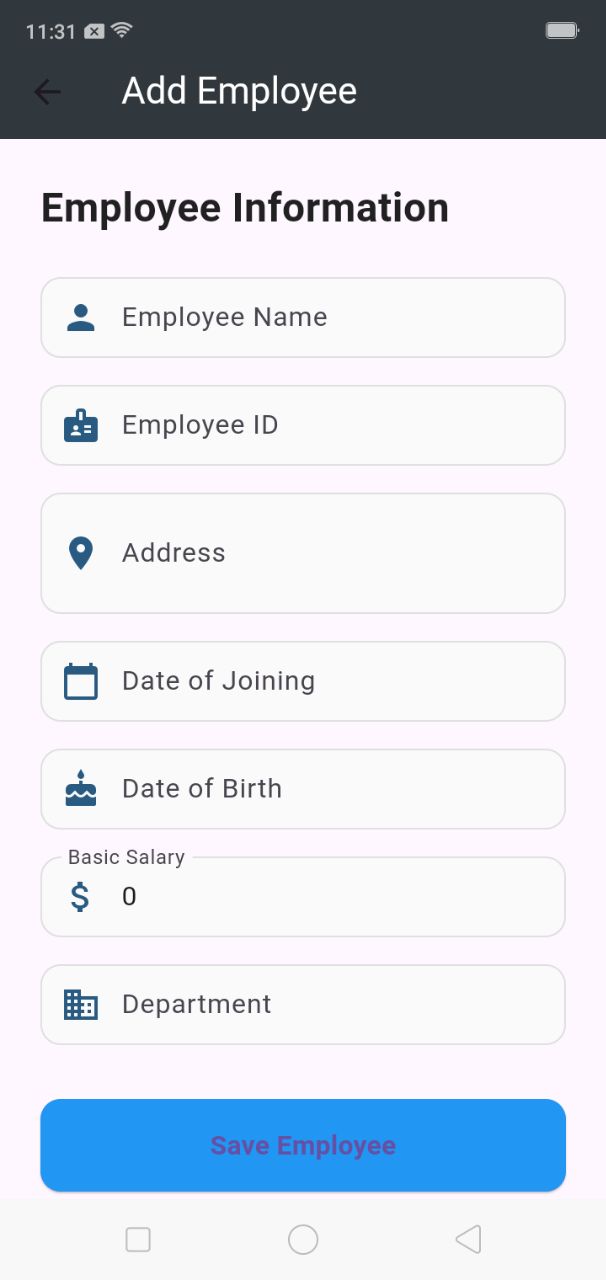 11:31
Add Employee
Employee Information
Employee Name
Employee ID
Address
Date of Joining
Date of Birth
Basic Salary
0
Department
Save Employee